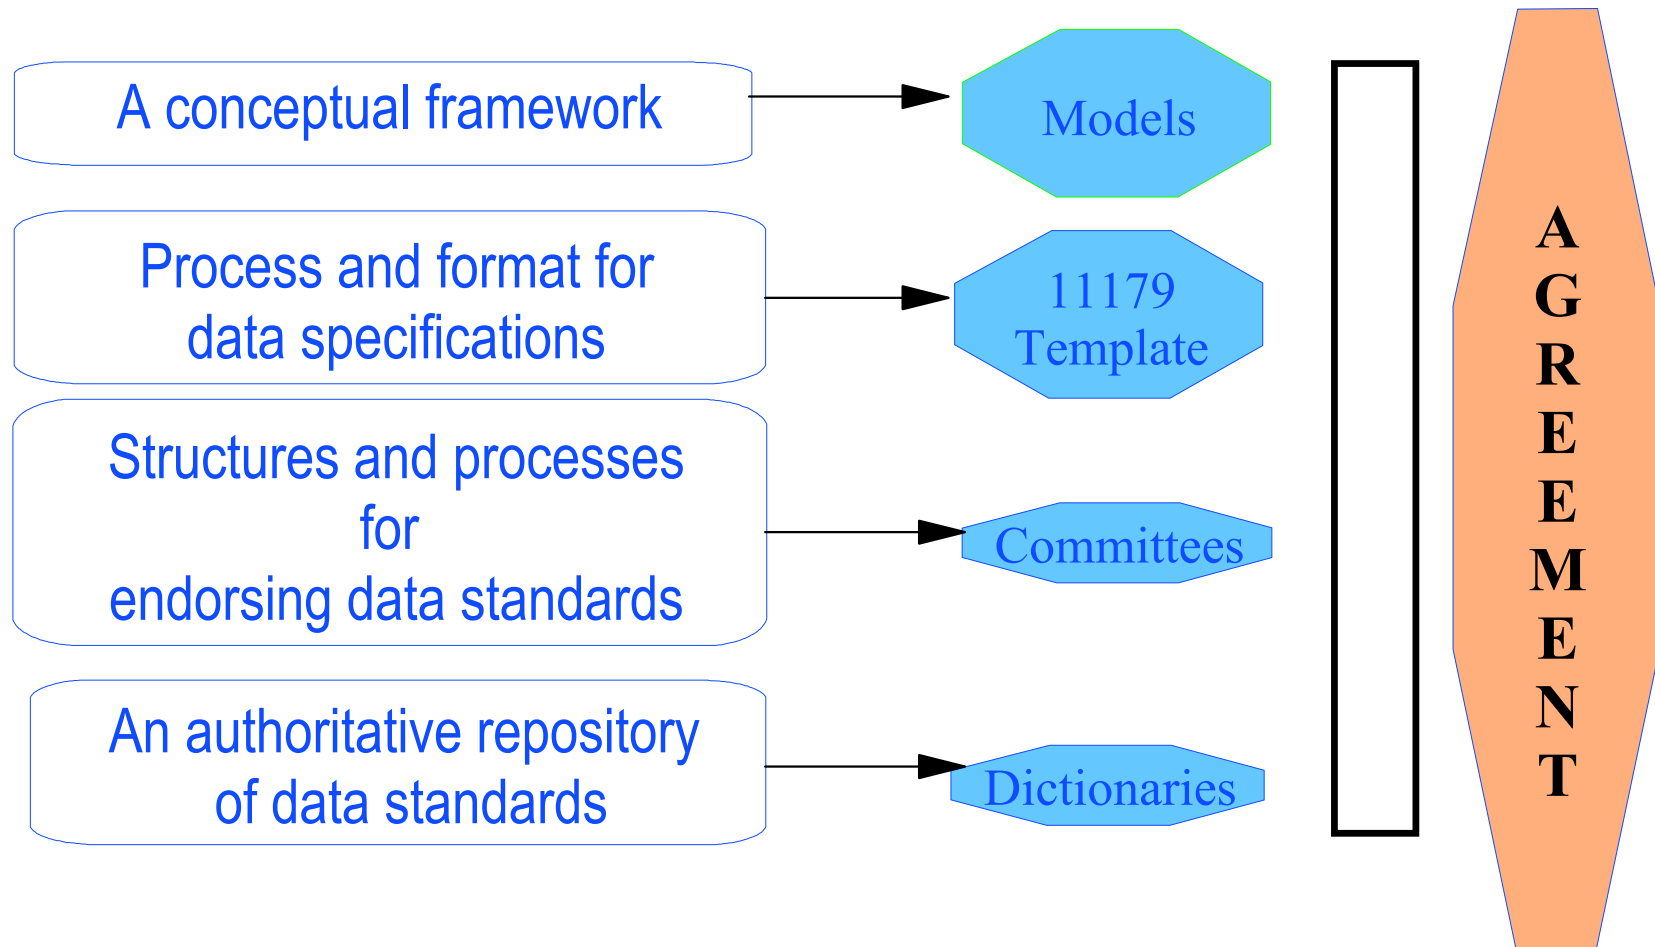 A conceptual framework
Models
Process and format for
data specifications
11179
Template
Structures and processes
for
endorsing data standards
Committees
An authoritative repository
of data standards
Dictionaries
A
G
R
E
E
M
E
N
T